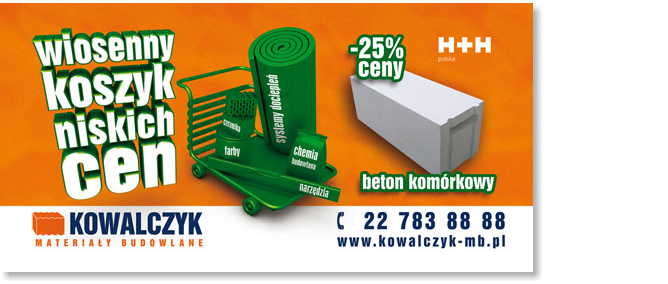 wiosenny
koszyk
niskich
cen
ceramika
farby
systemy dociepleń
chemia
budowlana
narzędzia
-25%
ceny
H+H
polska
beton komórkowy
KOWALCZYK
MATERIAŁY BUDOWLANE
22 783 88 88
www.kowalczyk-mb.pl